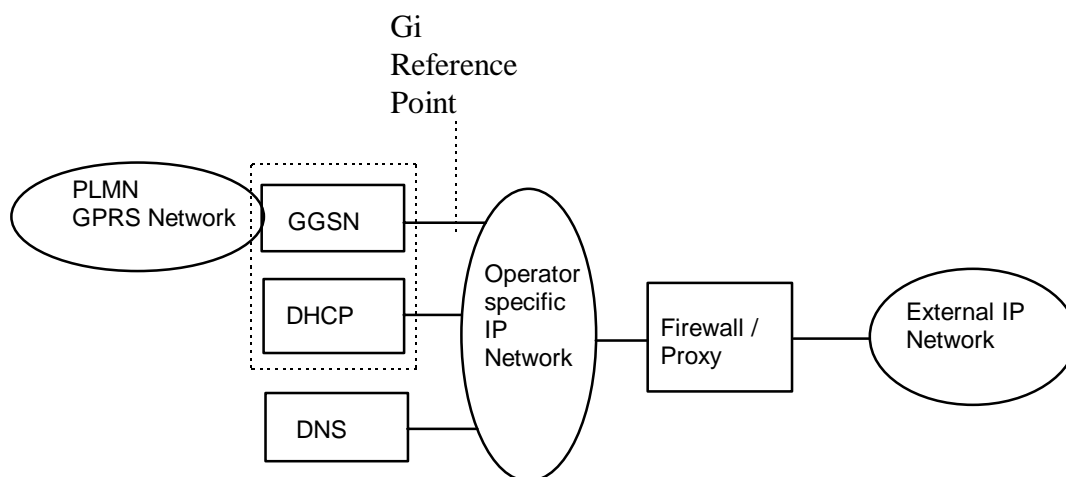 Gi
Reference
Point
PLMN
GPRS Network
GGSN
DHCP
DNS
Operator
specific
IP
Network
Firewall /
Proxy
External IP
Network